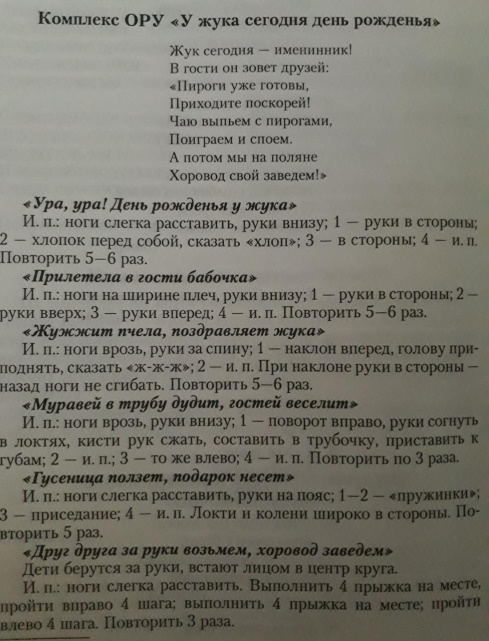 Комплекс ОРУ «У жука сегодня день рожденья»
Жук сегодня — именинник!
В гости он зовет друзей:
«Пироги уже готовы,
Приходите поскорей!
Чаю выпьем с пирогами,
Поиграем и споем.
А потом мы на поляне
Хоровод свой заведем!»
«Ура, ура! День рожденья у жука»
И. п.: ноги слегка расставить, руки внизу; 1 — руки в стороны;
2 — хлопок перед собой, сказать «хлоп»; 3 — в стороны; 4 — и. п.
Повторить 5—6 раз.
«Прилетела в гости бабочка»
И. п.: ноги на ширине плеч, руки внизу; 1 — руки в стороны; 2 —
руки вверх; 3 — руки вперед; 4 — и. п. Повторить 5—6 раз.
«Жужжит пчела, поздравляет жука»
И. п.: ноги врозь, руки за спину; 1 — наклон вперед, голову при-
поднять, сказать «ж-ж-ж»; 2 — и. п. При наклоне руки в стороны —
назад ноги не сгибать. Повторить 5—6 раз.
«Муравей в трубу дудит, гостей веселит»
И. п.: ноги врозь, руки внизу; 1 — поворот вправо, руки согнуть
в локтях, кисти рук сжать, составить в трубочку, приставить к
губам; 2 — и. п.; 3 — то же влево; 4 — и. п. Повторить по 3 раза.
«Гусеница ползет, подарок несет»
И. п.: ноги слегка расставить, руки на пояс; 1—2 — «пружинки»;
3 — приседание; 4 — и. п. Локти и колени широко в стороны. По-
вторить 5 раз.
«Друг друга за руки возьмем, хоровод заведем»
Дети берутся за руки, встают лицом в центр круга.
И. п.: ноги слегка расставить. Выполнить 4 прыжка на месте,
пройти вправо 4 шага; выполнить 4 прыжка на месте; пройти
влево 4 шага. Повторить 3 раза.